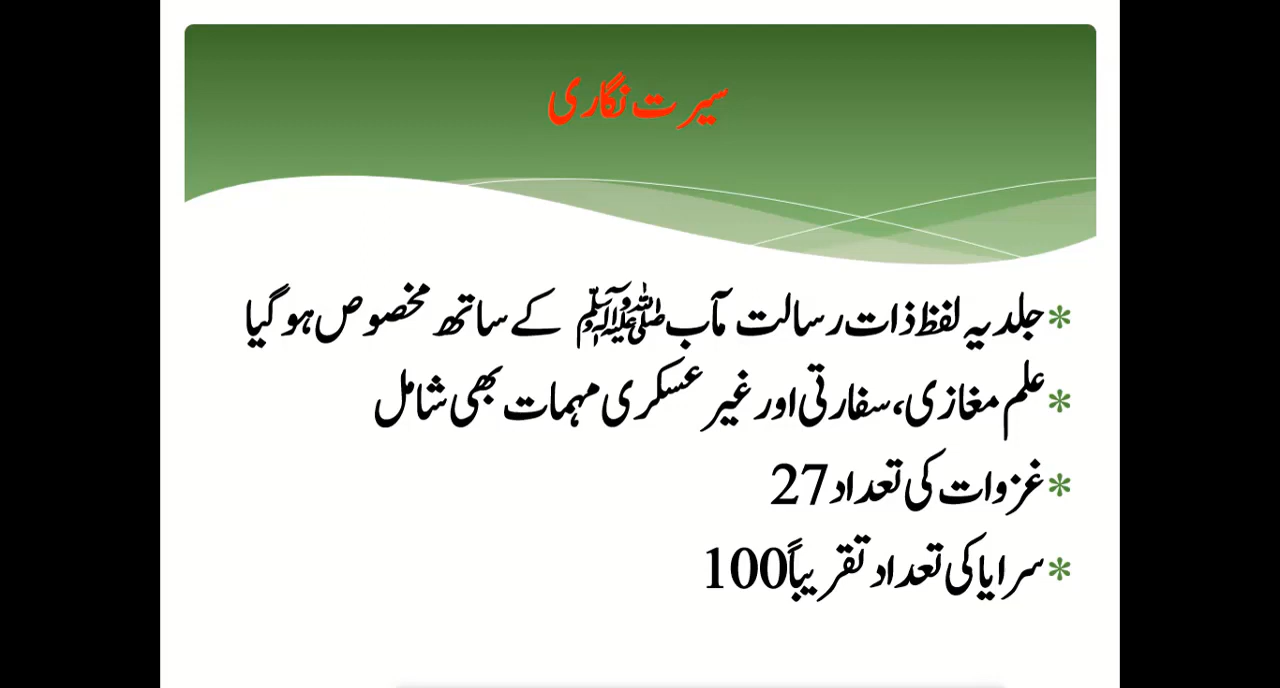 سیرت نگاری
* جلد یہ لفظ ذات رسالت مآب ﷺ کے ساتھ مخصوص ہو گیا
* علم مغازی، سفارتی اور غیر عسکری مہمات بھی شامل
* غزوات کی تعداد 27
* سرایا کی تعداد تقریباً 100